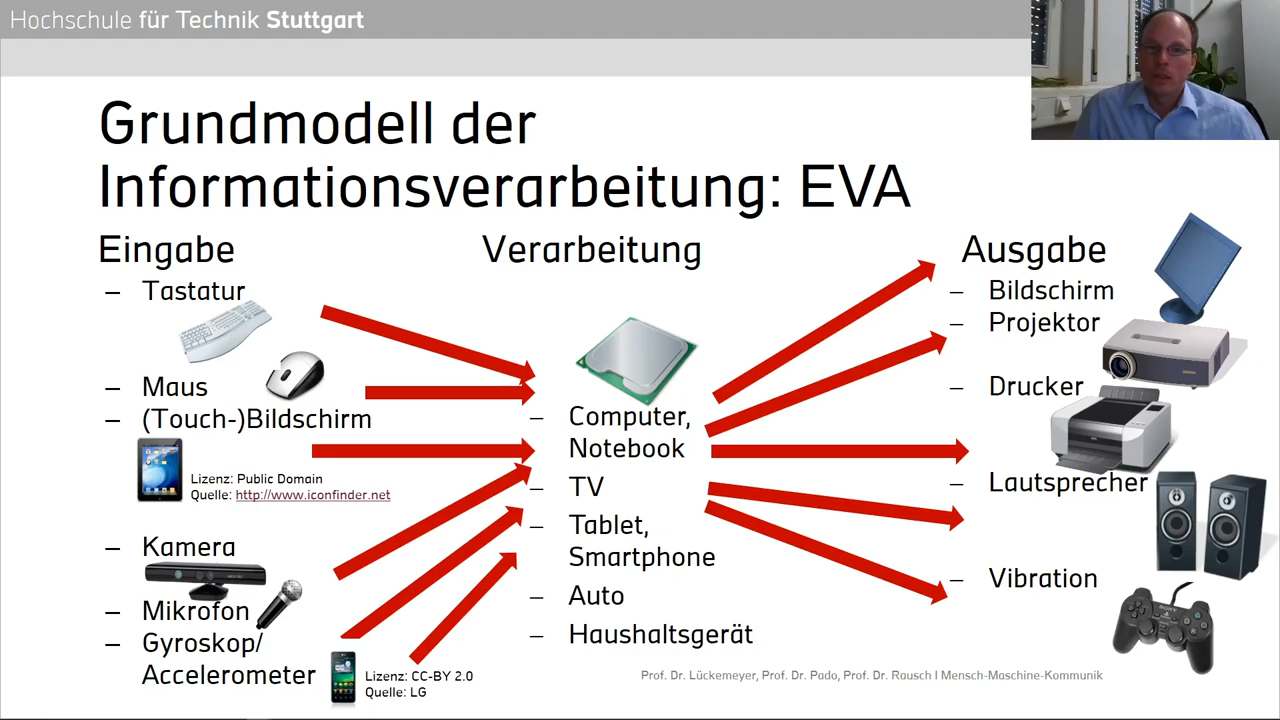 Hochschule für Technik Stuttgart
Grundmodell der
Informationsverarbeitung: EVA
Eingabe
– Tastatur
– Maus
– (Touch-)Bildschirm
Lizenz: Public Domain
Quelle: http://www.iconfinder.net
– Kamera
– Mikrofon
– Gyroskop/
Accelerometer
Lizenz: CC-BY 2.0
Quelle: LG
Verarbeitung
– Computer,
Notebook
– TV
– Tablet,
Smartphone
– Auto
– Haushaltsgerät
Ausgabe
– Bildschirm
– Projektor
– Drucker
– Lautsprecher
– Vibration
SONY
Prof. Dr. Lückemeyer, Prof. Dr. Pado, Prof. Dr. Rausch I Mensch-Maschine-Kommunik